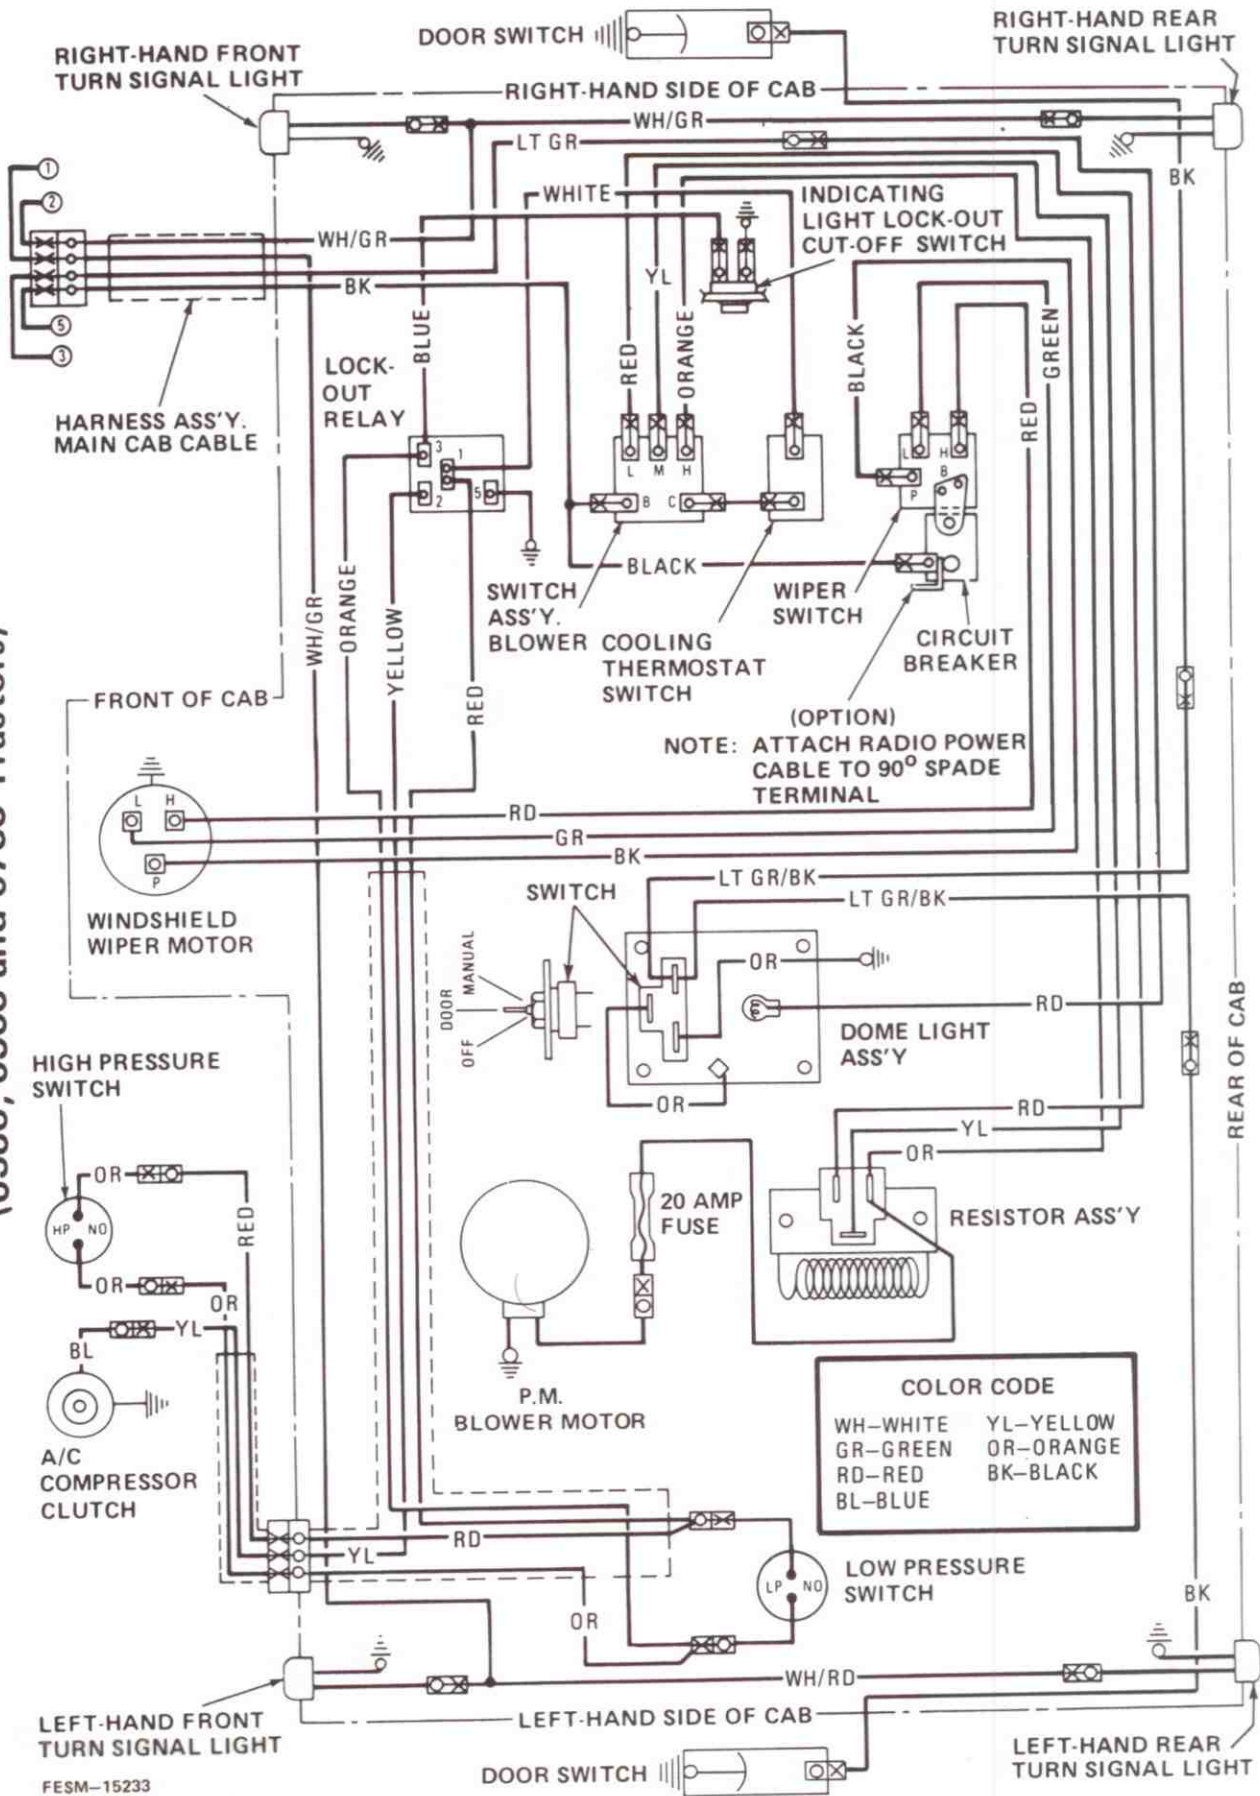 DOOR SWITCH
RIGHT-HAND REAR
TURN SIGNAL LIGHT
RIGHT-HAND FRONT
TURN SIGNAL LIGHT
RIGHT-HAND SIDE OF CAB
WH/GR
LT GR
BK
1
2
WHITE
INDICATING
LIGHT LOCK-OUT
CUT-OFF SWITCH
WH/GR
BK
YL
5
3
BLUE
RED
ORANGE
BLACK
GREEN
RED
LOCK-
OUT
RELAY
HARNESS ASS'Y.
MAIN CAB CABLE
3
1
2
5
L
M
H
B
C
L
H
B
P
BLACK
SWITCH
ASS'Y.
BLOWER
COOLING
THERMOSTAT
SWITCH
WIPER
SWITCH
CIRCUIT
BREAKER
ORANGE
WH/GR
YELLOW
RED
FRONT OF CAB
(OPTION)
NOTE: ATTACH RADIO POWER
CABLE TO 90° SPADE
TERMINAL
L
H
P
RD
GR
BK
WINDSHIELD
WIPER MOTOR
SWITCH
LT GR/BK
LT GR/BK
MANUAL
DOOR
OFF
OR
RD
DOME LIGHT
ASS'Y
OR
REAR OF CAB
HIGH PRESSURE
SWITCH
OR
HP NO
RED
OR
OR
YL
BL
A/C
COMPRESSOR
CLUTCH
RD
YL
OR
20 AMP
FUSE
RESISTOR ASS'Y
P.M.
BLOWER MOTOR
COLOR CODE
WH–WHITE YL–YELLOW
GR–GREEN OR–ORANGE
RD–RED BK–BLACK
BL–BLUE
RD
YL
OR
LP NO
LOW PRESSURE
SWITCH
BK
WH/RD
LEFT-HAND SIDE OF CAB
LEFT-HAND FRONT
TURN SIGNAL LIGHT
DOOR SWITCH
LEFT-HAND REAR
TURN SIGNAL LIGHT
FESM–15233